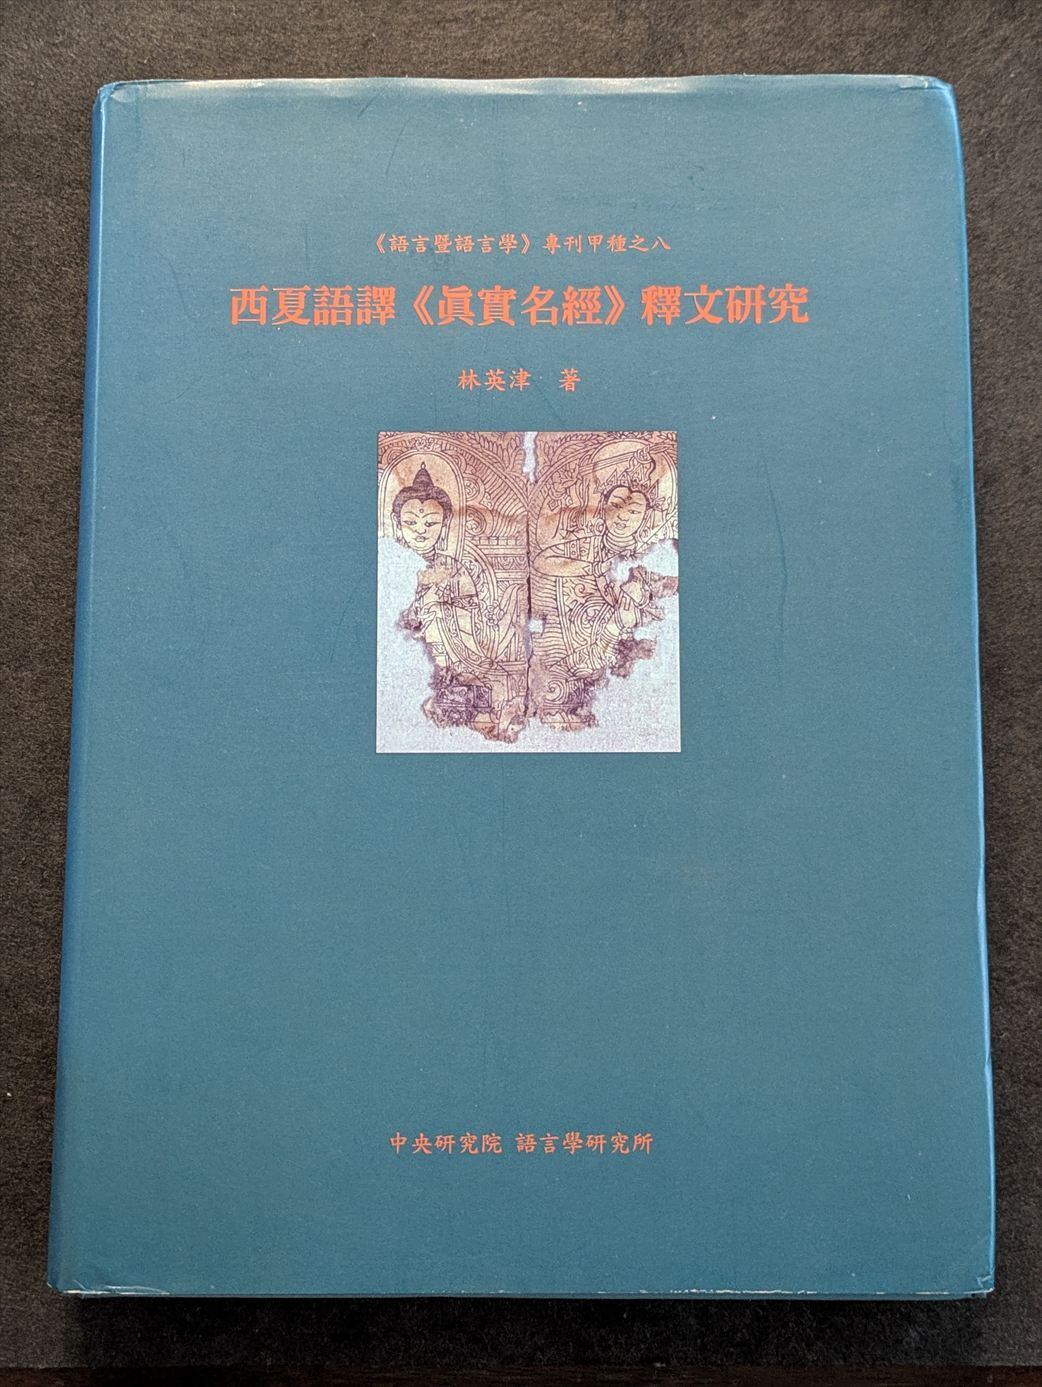 《語言暨語言學》專刊甲種之八
西夏語譯《眞實名經》釋文研究
林英津　著
中央研究院 語言學研究所